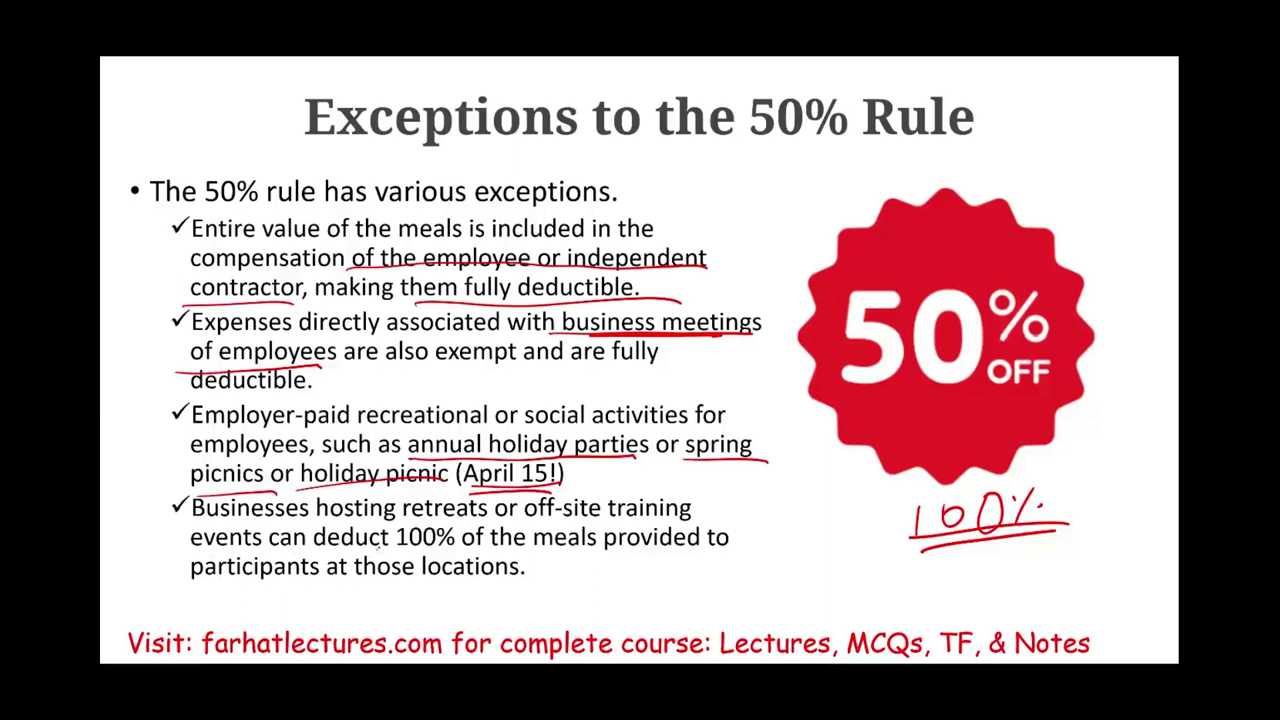 Exceptions to the 50% Rule
• The 50% rule has various exceptions.
✓Entire value of the meals is included in the
compensation of the employee or independent
contractor, making them fully deductible.
✓Expenses directly associated with business meetings
of employees are also exempt and are fully
deductible.
✓Employer-paid recreational or social activities for
employees, such as annual holiday parties or spring
picnics or holiday picnic (April 15!)
✓Businesses hosting retreats or off-site training
events can deduct 100% of the meals provided to
participants at those locations.
50%
OFF
100%
Visit: farhatlectures.com for complete course: Lectures, MCQs, TF, & Notes